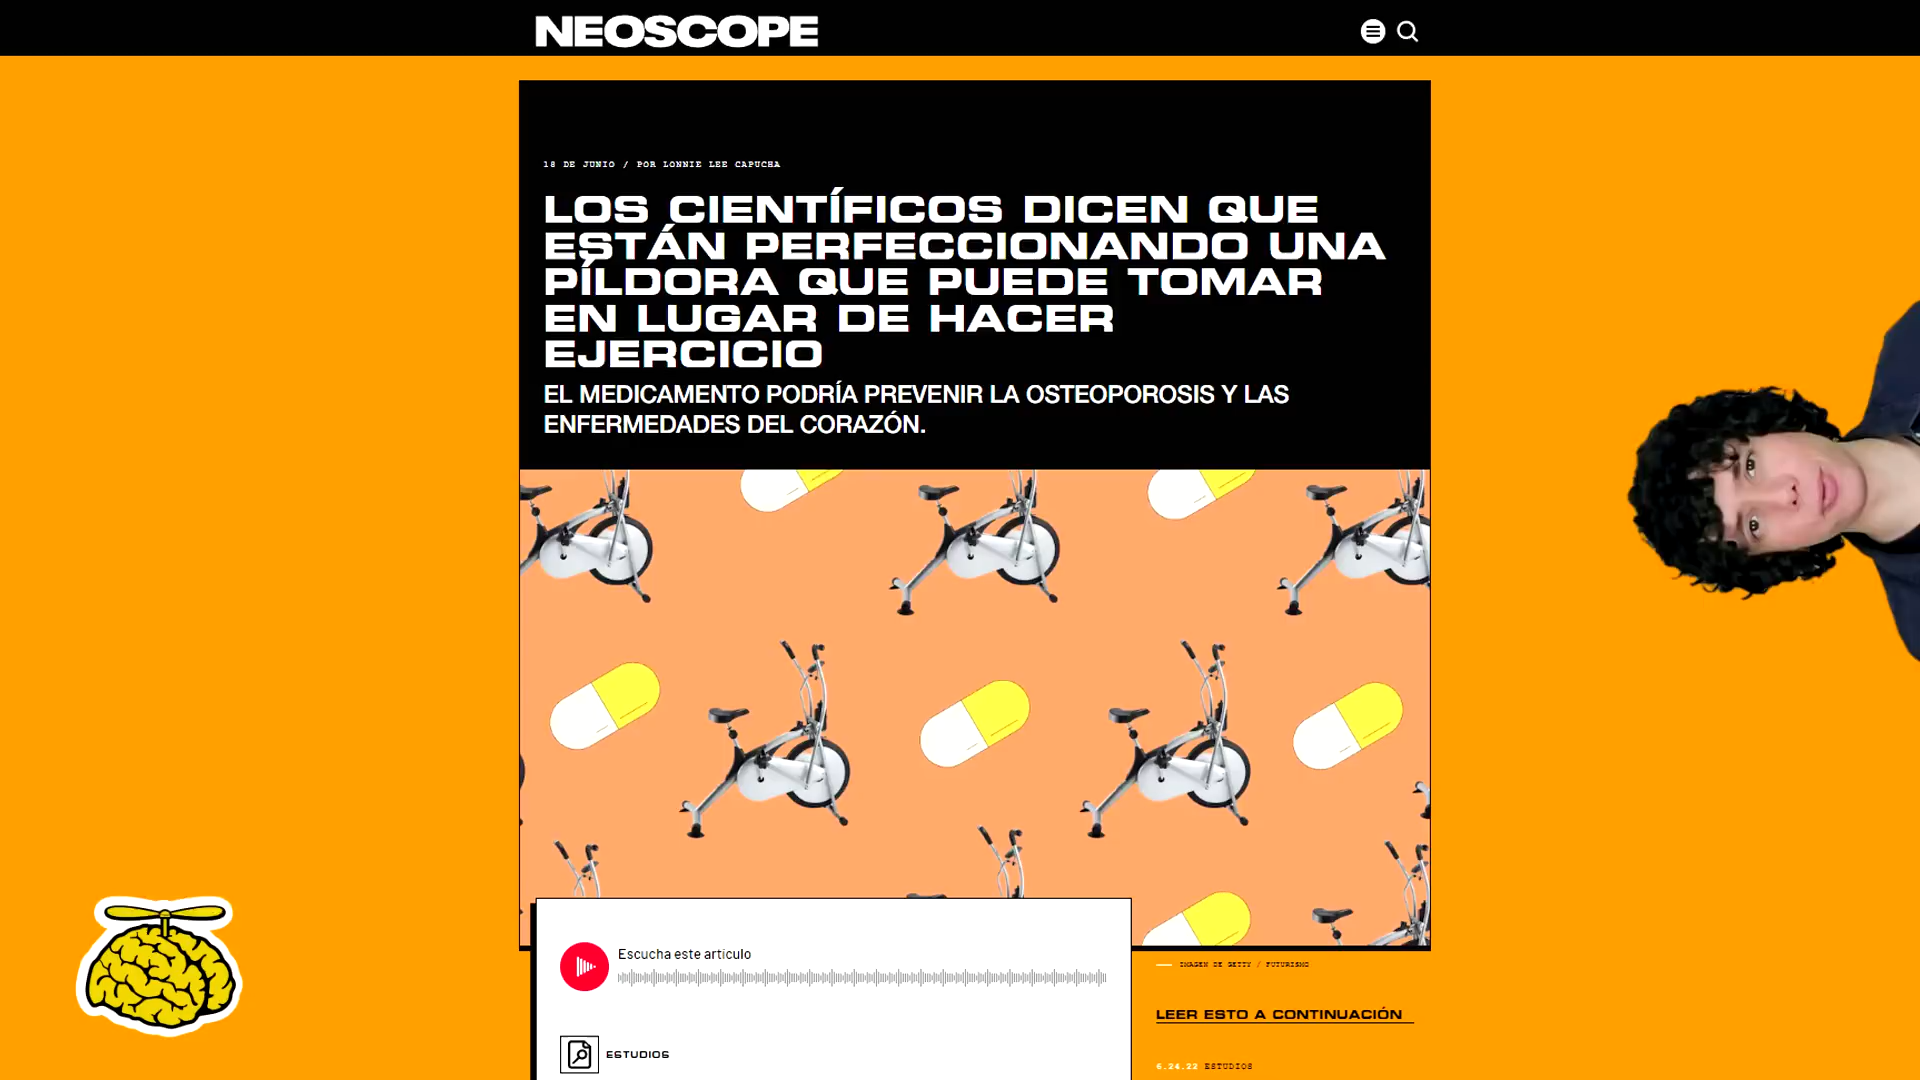 NEOSCOPE
18 DE JUNIO / POR LONNIE LEE CAPUCHA
LOS CIENTÍFICOS DICEN QUE
ESTÁN PERFECCIONANDO UNA
PÍLDORA QUE PUEDE TOMAR
EN LUGAR DE HACER
EJERCICIO
EL MEDICAMENTO PODRÍA PREVENIR LA OSTEOPOROSIS Y LAS
ENFERMEDADES DEL CORAZÓN.
Escucha este artículo
ESTUDIOS
IMAGEN DE GETTY / FUTURISMO
LEER ESTO A CONTINUACIÓN
6.24.22 ESTUDIOS